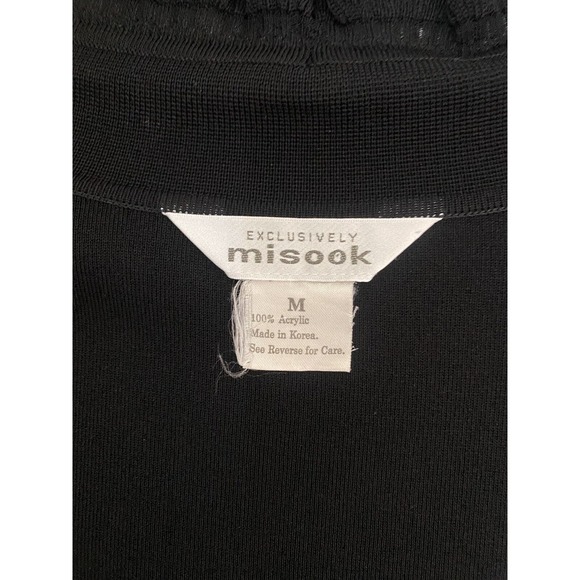 EXCLUSIVELY
misook
M
100% Acrylic
Made in Korea.
See Reverse for Care.